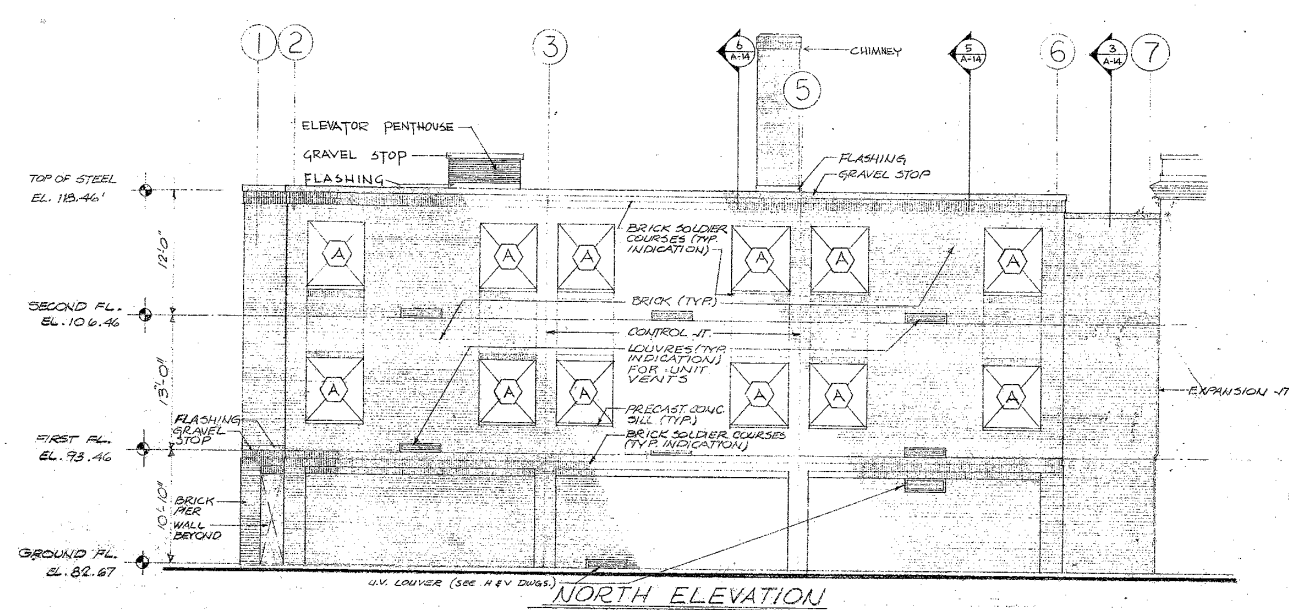 1
2
3
6
A-14
CHIMNEY
5
5
A-14
6
3
A-14
7
ELEVATOR PENTHOUSE
GRAVEL STOP
FLASHING
FLASHING
GRAVEL STOP
TOP OF STEEL
EL. 118.46'
12'-0"
A
A
A
A
A
A
BRICK SOLDIER
COURSES (TYP.
INDICATION)
SECOND FL.
EL. 106.46
BRICK (TYP.)
CONTROL JT.
LOUVRES (TYP.
INDICATION)
FOR UNIT
VENTS
13'-0"
A
A
A
A
A
A
EXPANSION JT
PRECAST CONC.
SILL (TYP.)
BRICK SOLDIER COURSES
(TYP. INDICATION)
FLASHING
GRAVEL
STOP
FIRST FL.
EL. 93.46
10'-10"
BRICK
PIER
WALL
BEYOND
GROUND FL.
EL. 82.67
U.V. LOUVER (SEE H & V DWGS.)
NORTH ELEVATION